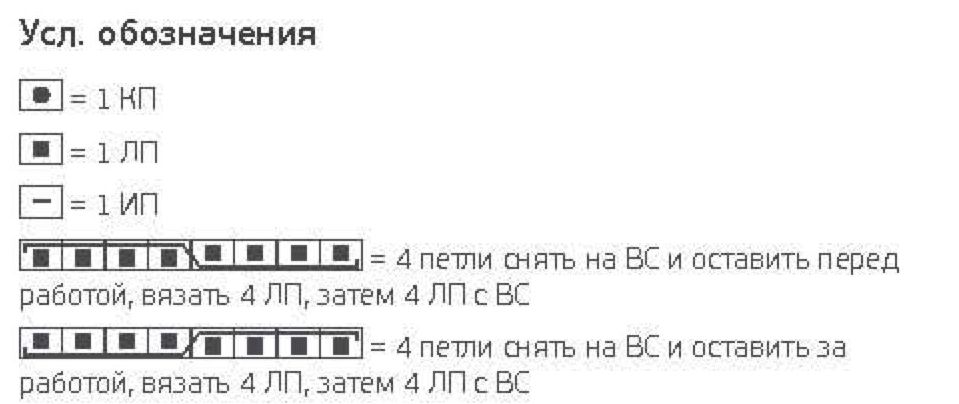 Усл. обозначения
= 1 КП
= 1 ЛП
= 1 ИП
= 4 петли снять на ВС и оставить перед
работой, вязать 4 ЛП, затем 4 ЛП с ВС
= 4 петли снять на ВС и оставить за
работой, вязать 4 ЛП, затем 4 ЛП с ВС